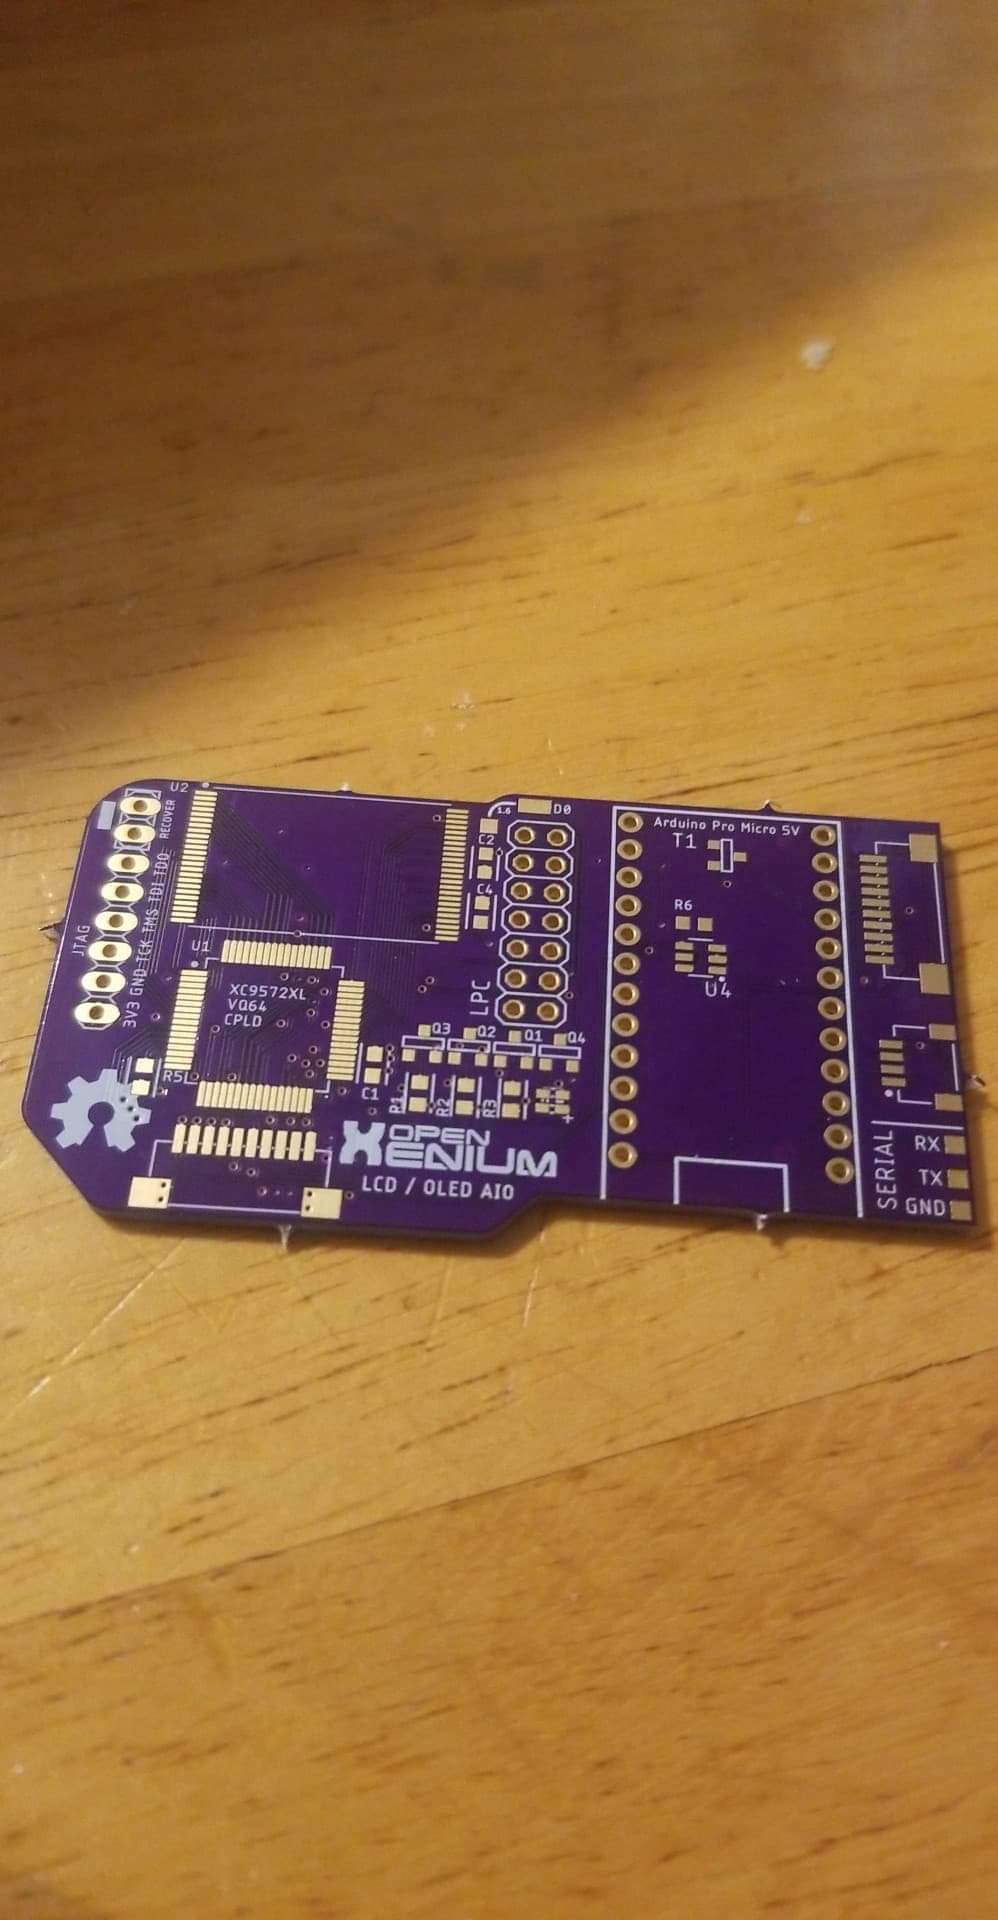 U2
RECOVER
JTAG
3V3 GND TCK TMS TDI TDO
U1
XC9572XL
VQ64
CPLD
R5
C1
1.6
D0
C2
C4
LPC
Q3
Q2
Q1
Q4
R1
R2
R3
+
OPEN
XENIUM
LCD / OLED AIO
Arduino Pro Micro 5V
T1
R6
U4
SERIAL
RX
TX
GND